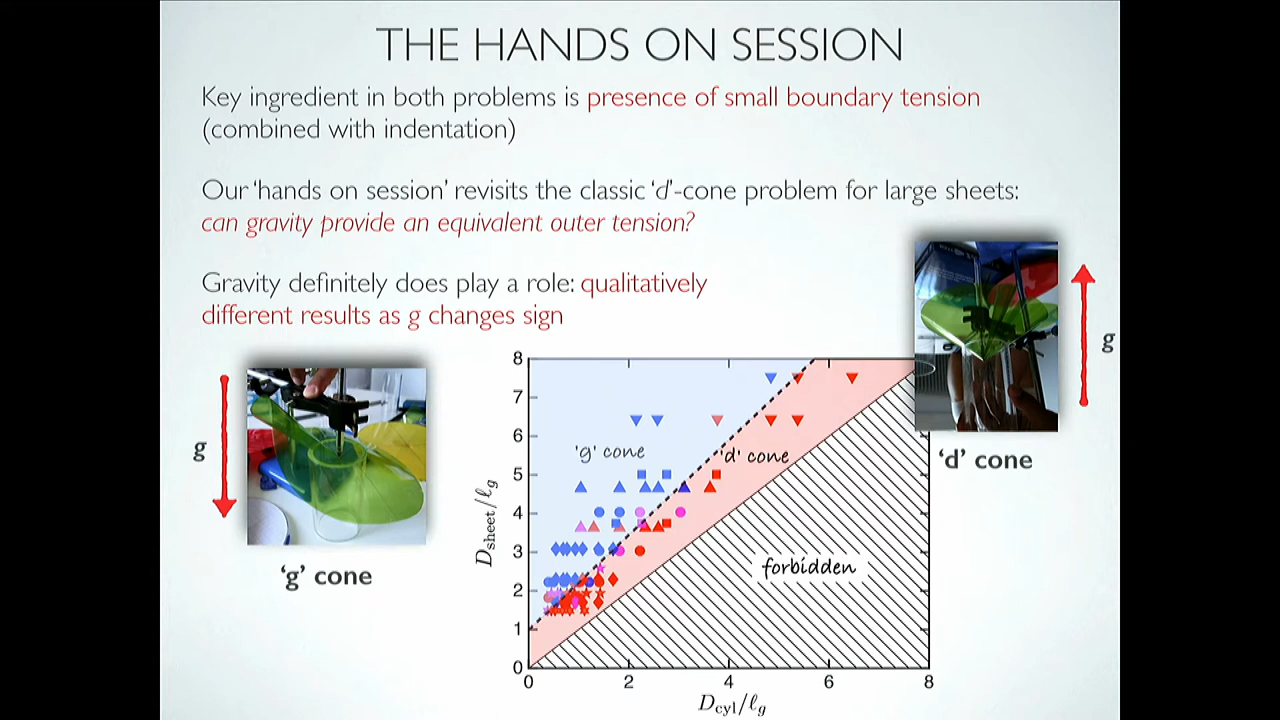 THE HANDS ON SESSION
Key ingredient in both problems is presence of small boundary tension
(combined with indentation)
Our 'hands on session' revisits the classic 'd'-cone problem for large sheets:
can gravity provide an equivalent outer tension?
Gravity definitely does play a role: qualitatively
different results as g changes sign
g
'g' cone
g
'd' cone
8
7
6
5
4
3
2
1
0
D_sheet/ℓ_g
'g' cone
'd' cone
forbidden
0 2 4 6 8
D_cyl/ℓ_g